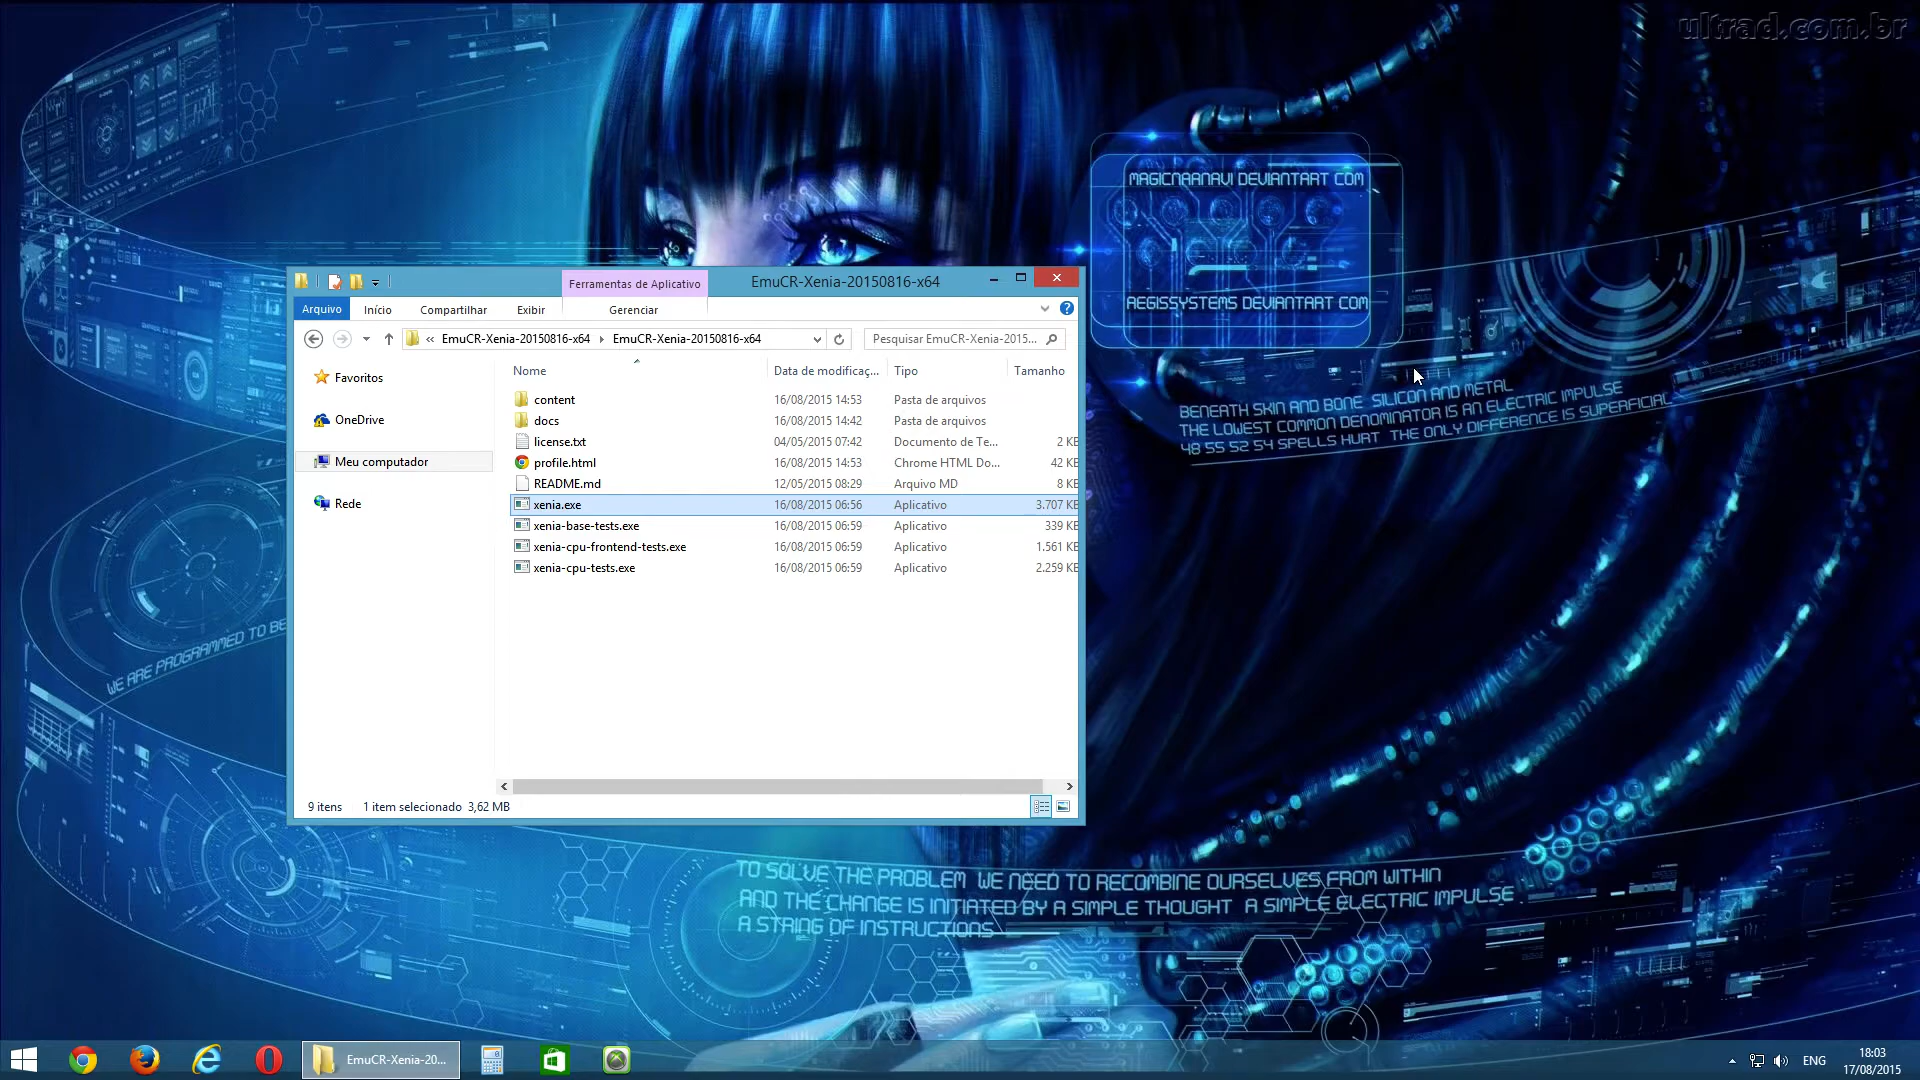 ultrad.com.br
MAGICNAANAVI DEVIANTART COM
AEGISSYSTEMS DEVIANTART COM
BENEATH SKIN AND BONE SILICON AND METAL
THE LOWEST COMMON DENOMINATOR IS AN ELECTRIC IMPULSE
48 55 52 54 SPELLS HURT THE ONLY DIFFERENCE IS SUPERFICIAL
WE ARE PROGRAMMED TO BE
Ferramentas de Aplicativo
EmuCR-Xenia-20150816-x64
Arquivo Início Compartilhar Exibir Gerenciar
« EmuCR-Xenia-20150816-x64 › EmuCR-Xenia-20150816-x64
Pesquisar EmuCR-Xenia-2015...
Favoritos
OneDrive
Meu computador
Rede
Nome Data de modificaç... Tipo Tamanho
content 16/08/2015 14:53 Pasta de arquivos
docs 16/08/2015 14:42 Pasta de arquivos
license.txt 04/05/2015 07:42 Documento de Te... 2 KB
profile.html 16/08/2015 14:53 Chrome HTML Do... 42 KB
README.md 12/05/2015 08:29 Arquivo MD 8 KB
xenia.exe 16/08/2015 06:56 Aplicativo 3.707 KB
xenia-base-tests.exe 16/08/2015 06:59 Aplicativo 339 KB
xenia-cpu-frontend-tests.exe 16/08/2015 06:59 Aplicativo 1.561 KB
xenia-cpu-tests.exe 16/08/2015 06:59 Aplicativo 2.259 KB
9 itens 1 item selecionado 3,62 MB
TO SOLVE THE PROBLEM WE NEED TO RECOMBINE OURSELVES FROM WITHIN
AND THE CHANGE IS INITIATED BY A SIMPLE THOUGHT A SIMPLE ELECTRIC IMPULSE
A STRING OF INSTRUCTIONS
EmuCR-Xenia-20...
ENG
18:03
17/08/2015